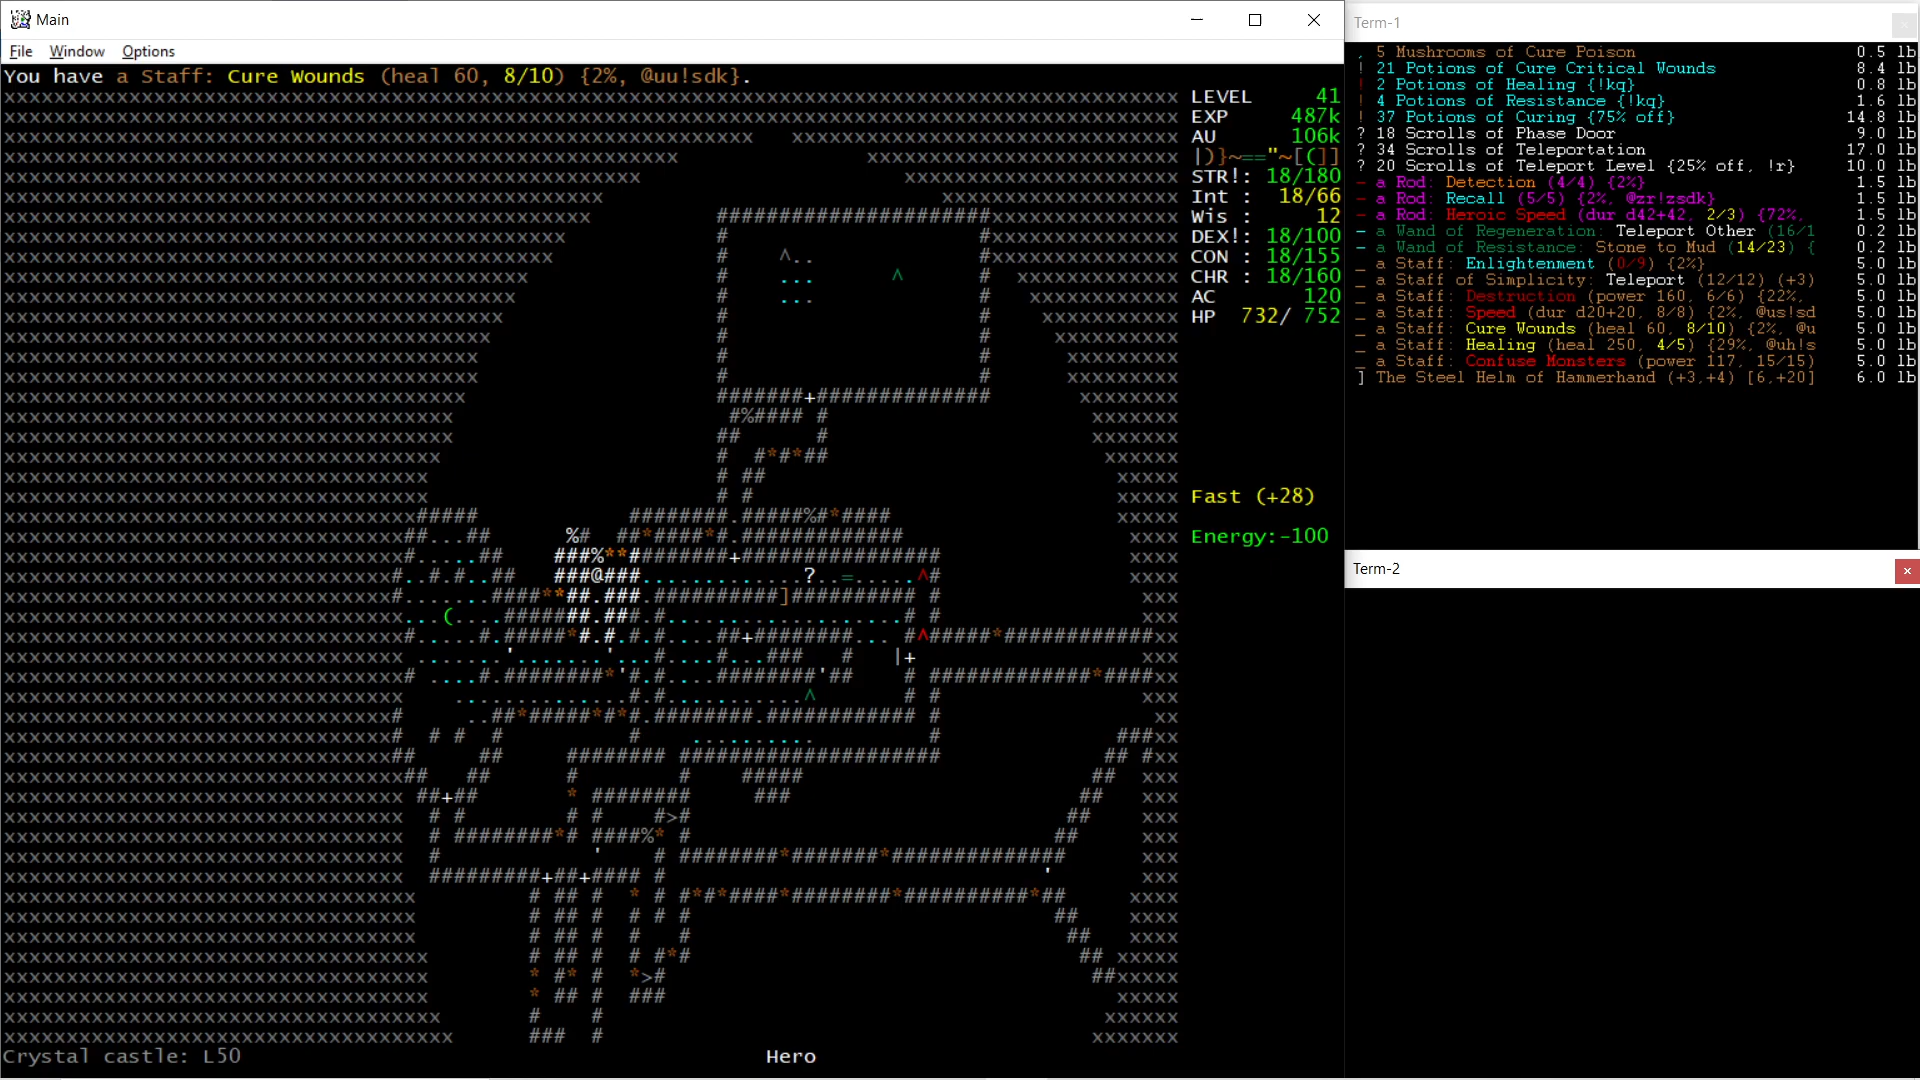 Main
File Window Options
You have a Staff: Cure Wounds (heal 60, 8/10) {2%, @uu!sdk}.
LEVEL 41
EXP 487k
AU 106k
|)}~=="~[(]]
STR!: 18/180
Int : 18/66
Wis : 12
DEX!: 18/100
CON : 18/155
CHR : 18/160
AC 120
HP 732/ 752
Fast (+28)
Energy:-100
Crystal castle: L50
Hero
Term-1
, 5 Mushrooms of Cure Poison 0.5 lb
! 21 Potions of Cure Critical Wounds 8.4 lb
! 2 Potions of Healing {!kq} 0.8 lb
! 4 Potions of Resistance {!kq} 1.6 lb
! 37 Potions of Curing {75% off} 14.8 lb
? 18 Scrolls of Phase Door 9.0 lb
? 34 Scrolls of Teleportation 17.0 lb
? 20 Scrolls of Teleport Level {25% off, !r} 10.0 lb
- a Rod: Detection (4/4) {2%} 1.5 lb
- a Rod: Recall (5/5) {2%, @zr!zsdk} 1.5 lb
- a Rod: Heroic Speed (dur d42+42, 2/3) {72%, 1.5 lb
- a Wand of Regeneration: Teleport Other (16/1 0.2 lb
- a Wand of Resistance: Stone to Mud (14/23) { 0.2 lb
_ a Staff: Enlightenment (0/9) {2%} 5.0 lb
_ a Staff of Simplicity: Teleport (12/12) (+3) 5.0 lb
_ a Staff: Destruction (power 160, 6/6) {22%, 5.0 lb
_ a Staff: Speed (dur d20+20, 8/8) {2%, @us!sd 5.0 lb
_ a Staff: Cure Wounds (heal 60, 8/10) {2%, @u 5.0 lb
_ a Staff: Healing (heal 250, 4/5) {29%, @uh!s 5.0 lb
_ a Staff: Confuse Monsters (power 117, 15/15) 5.0 lb
] The Steel Helm of Hammerhand (+3,+4) [6,+20] 6.0 lb
Term-2